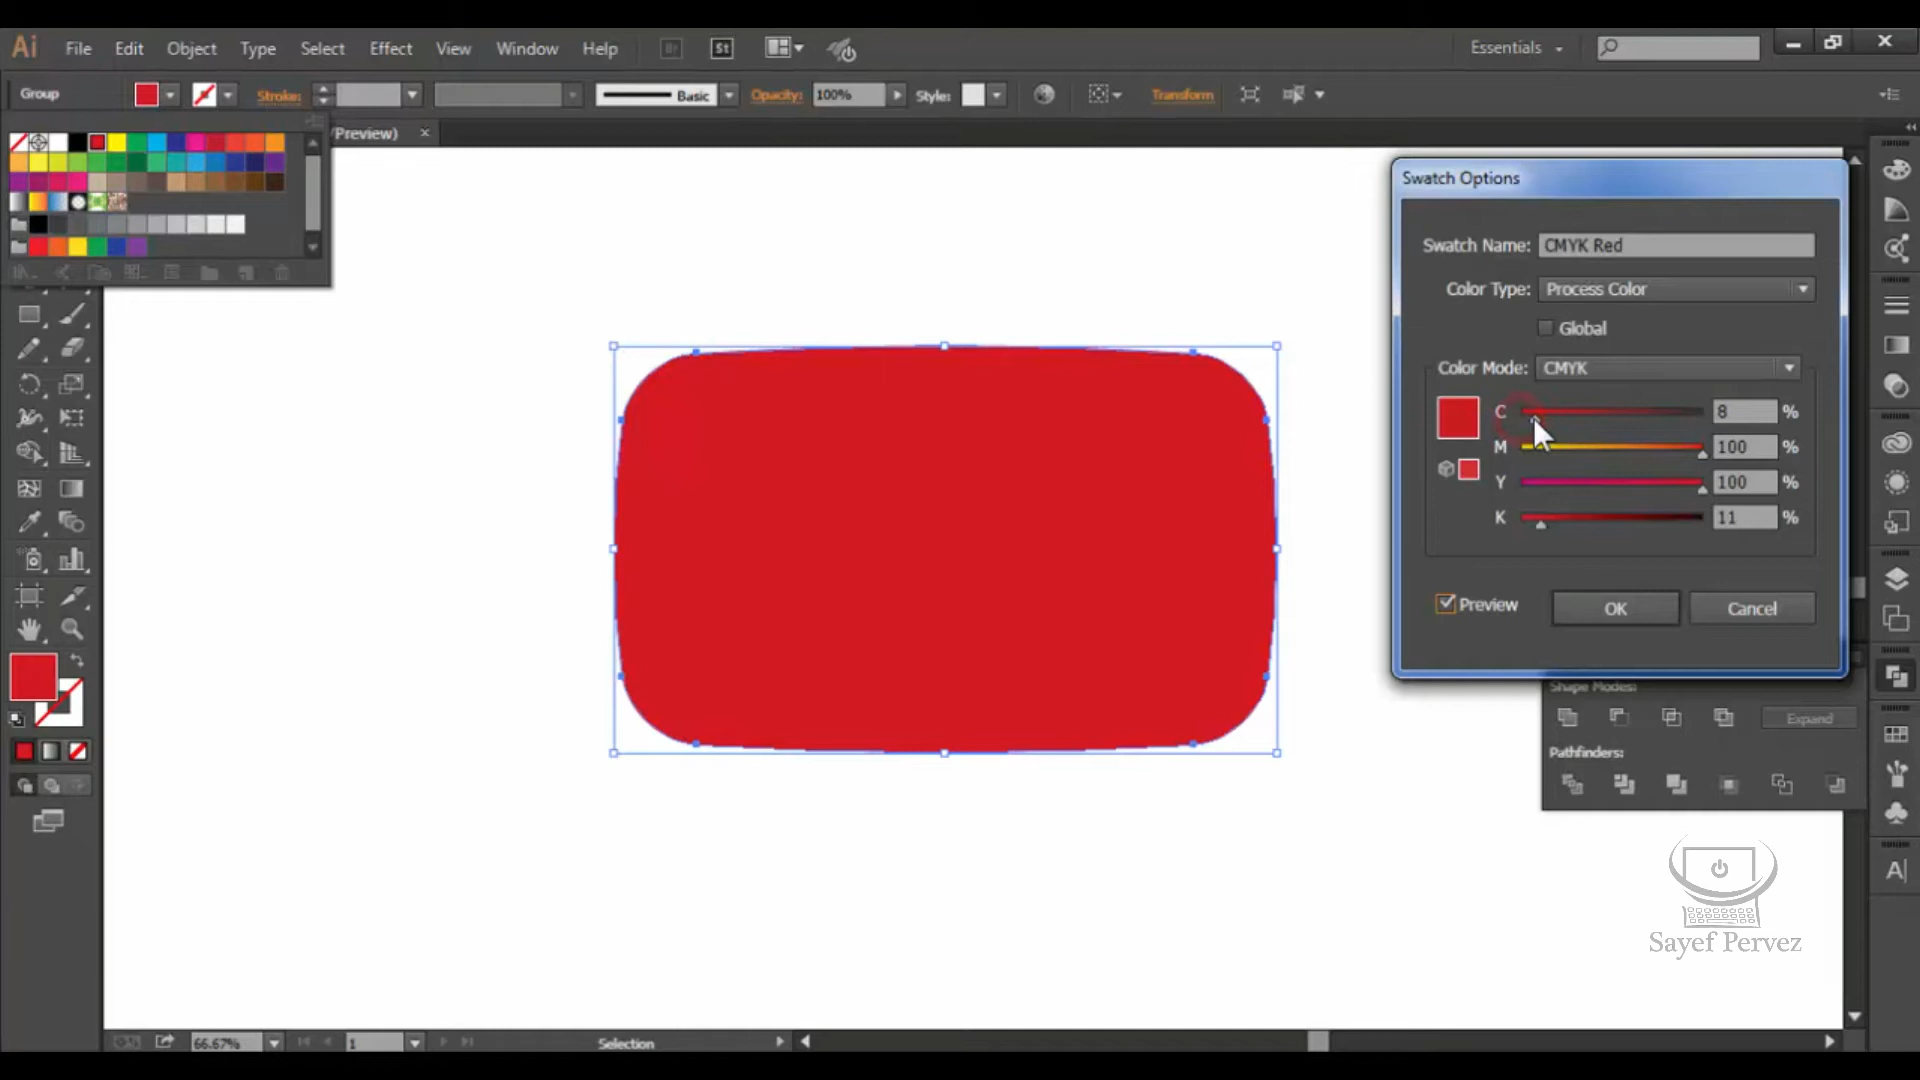 Ai File Edit Object Type Select Effect View Window Help St Essentials
Group Stroke: Basic Opacity: 100% Style: Transform
Preview)
Swatch Options
Swatch Name: CMYK Red
Color Type: Process Color
Global
Color Mode: CMYK
C 8 %
M 100 %
Y 100 %
K 11 %
Preview OK Cancel
Shape Modes:
Expand
Pathfinders:
Sayef Pervez
66.67% 1 Selection